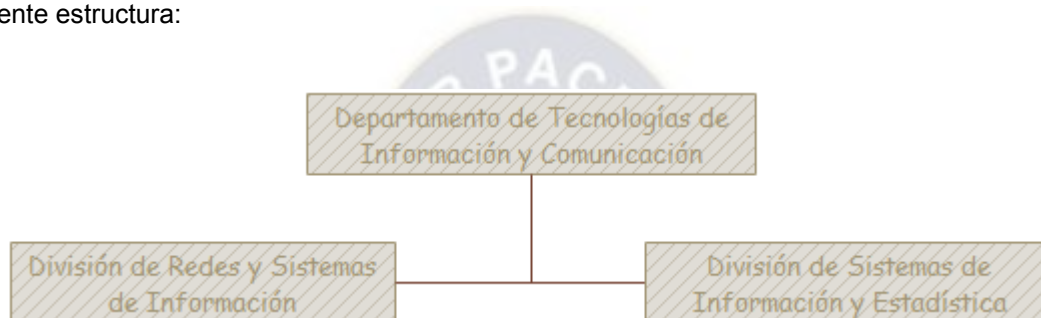 ente estructura:
PAC
Departamento de Tecnologías de
Información y Comunicación
División de Redes y Sistemas
de Información
División de Sistemas de
Información y Estadística